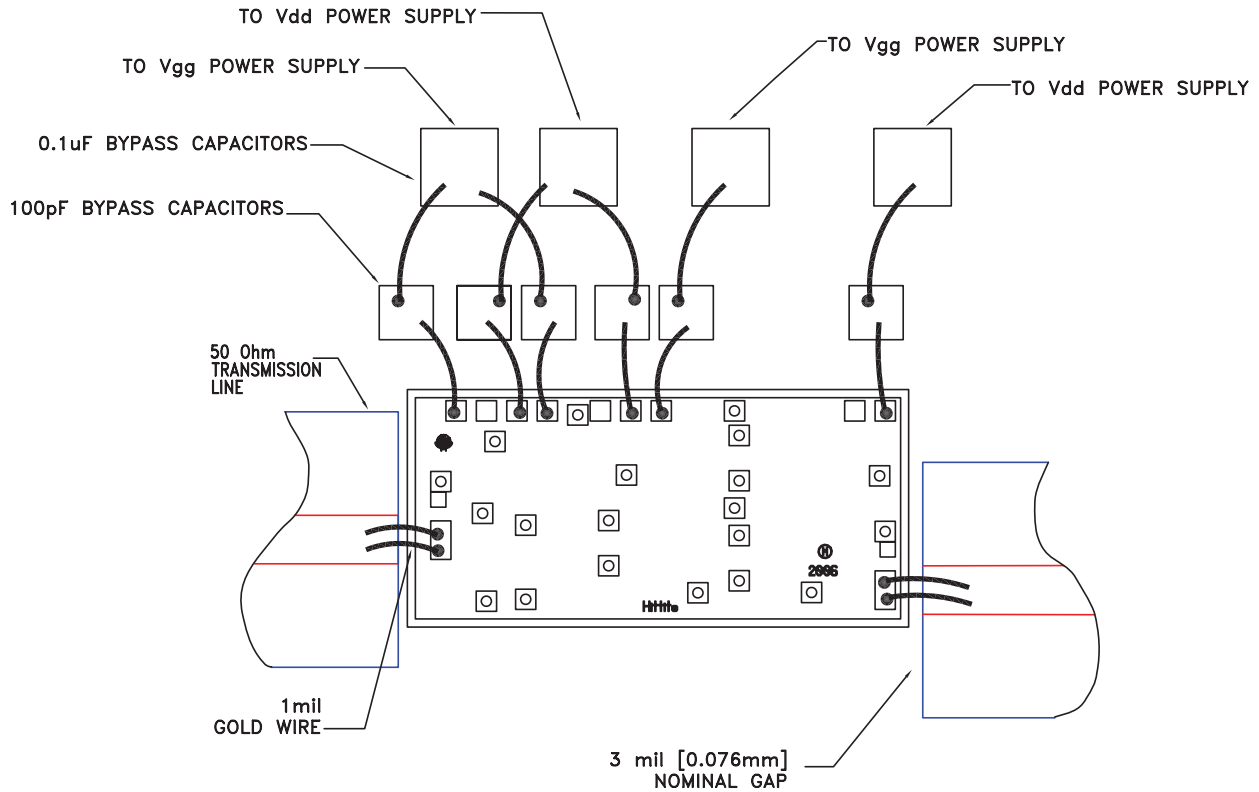 TO Vdd POWER SUPPLY
TO Vgg POWER SUPPLY
TO Vgg POWER SUPPLY
TO Vdd POWER SUPPLY
0.1uF BYPASS CAPACITORS
100pF BYPASS CAPACITORS
50 Ohm
TRANSMISSION
LINE
H
2006
Hittite
1mil
GOLD WIRE
3 mil [0.076mm]
NOMINAL GAP